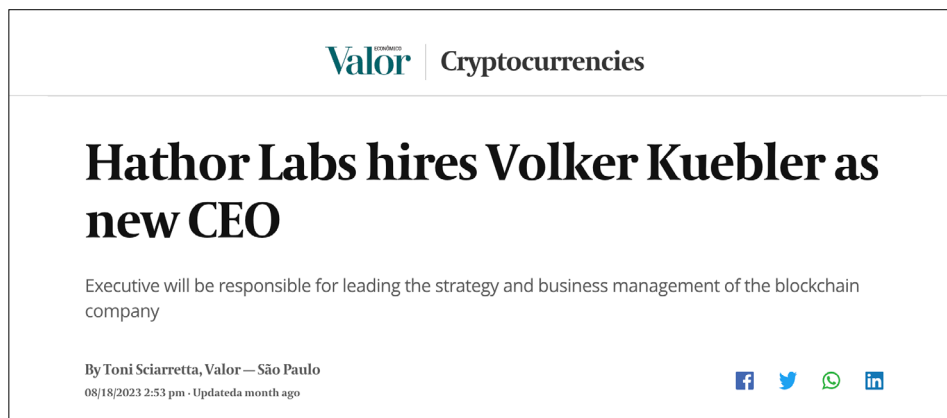 Valor ECONÔMICO Cryptocurrencies
Hathor Labs hires Volker Kuebler as
new CEO
Executive will be responsible for leading the strategy and business management of the blockchain
company
By Toni Sciarretta, Valor — São Paulo
08/18/2023 2:53 pm · Updateda month ago